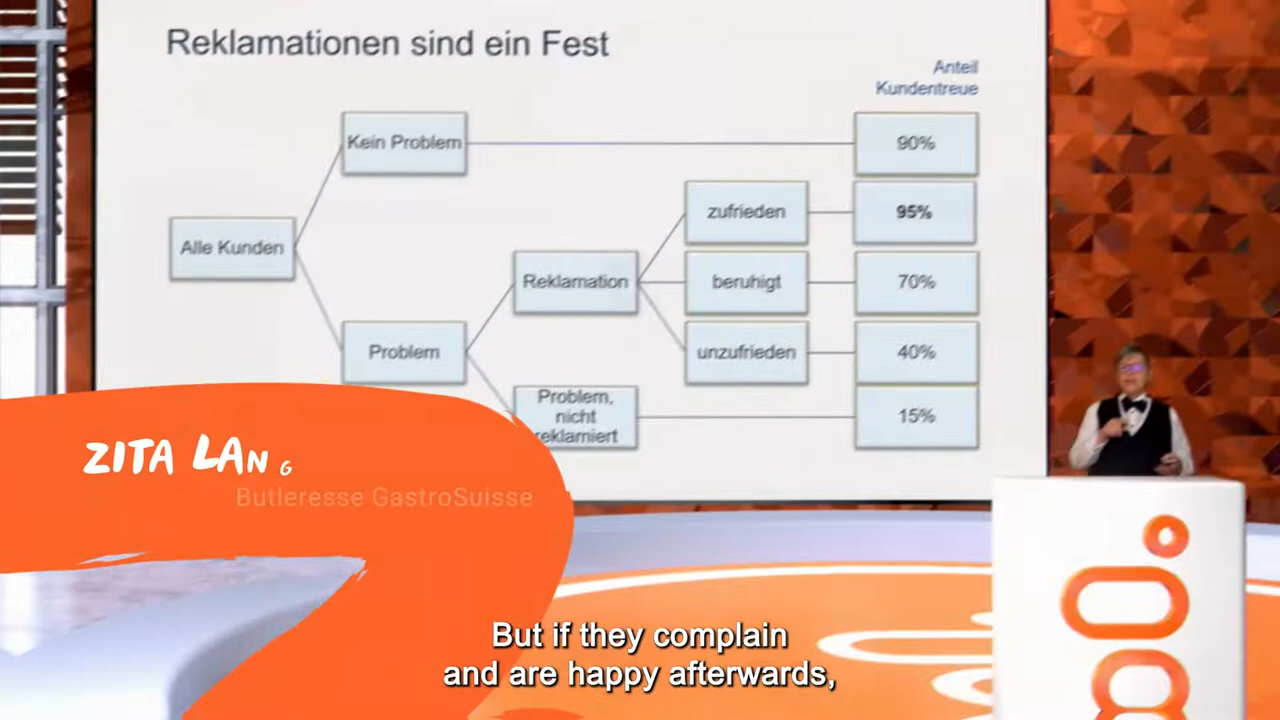 Reklamationen sind ein Fest
Anteil
Kundentreue
Kein Problem
90%
zufrieden
95%
Alle Kunden
Reklamation
beruhigt
70%
Problem
unzufrieden
40%
Problem,
nicht
reklamiert
15%
ZITA LANG
Butleresse GastroSuisse
But if they complain
and are happy afterwards,